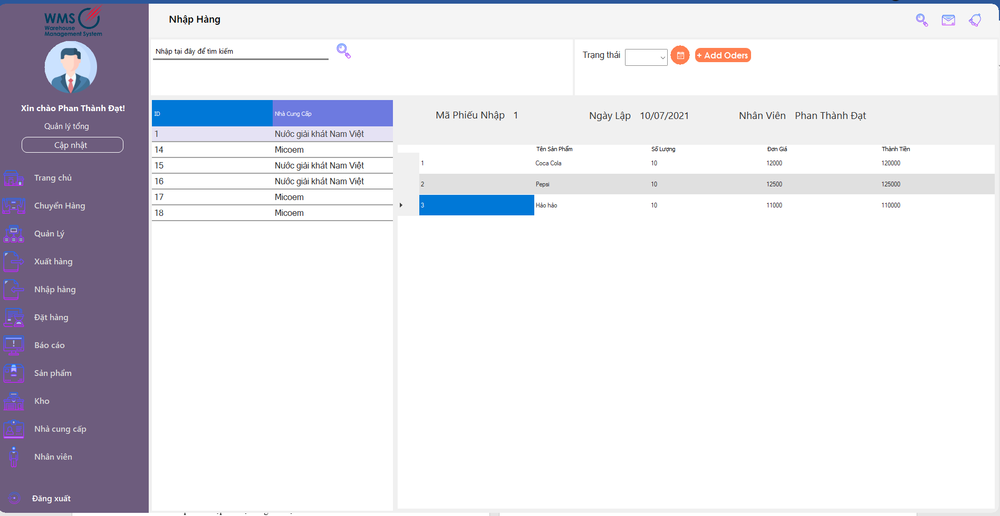 WMS
Warehouse
Management System
Xin chào Phan Thành Đạt!
Quản lý tổng
Cập nhật
Trang chủ
Chuyển Hàng
Quản Lý
Xuất hàng
Nhập hàng
Đặt hàng
Báo cáo
Sản phẩm
Kho
Nhà cung cấp
Nhân viên
Đăng xuất
Nhập Hàng
Nhập tại đây để tìm kiếm
Trạng thái
+ Add Oders
ID Nhà Cung Cấp
1 Nước giải khát Nam Việt
14 Micoem
15 Nước giải khát Nam Việt
16 Nước giải khát Nam Việt
17 Micoem
18 Micoem
Mã Phiếu Nhập 1 Ngày Lập 10/07/2021 Nhân Viên Phan Thành Đạt
Tên Sản Phẩm Số Lượng Đơn Giá Thành Tiền
1 Coca Cola 10 12000 120000
2 Pepsi 10 12500 125000
3 Hảo hảo 10 11000 110000